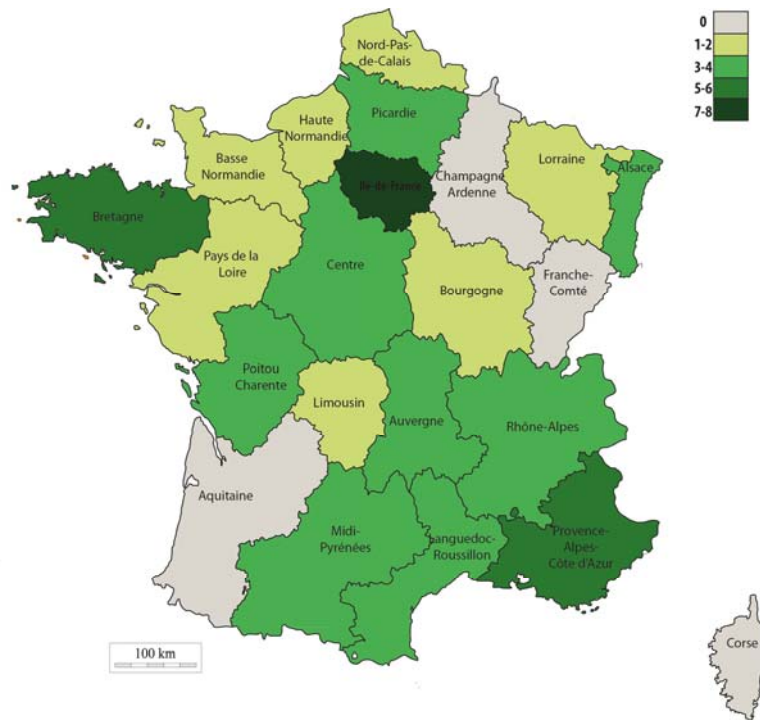 0
1-2
3-4
5-6
7-8
Nord-Pas-
de-Calais
Picardie
Haute
Normandie
Basse
Normandie
Ile-de-France
Champagne
Ardenne
Lorraine
Alsace
Bretagne
Pays de la
Loire
Centre
Bourgogne
Franche-
Comté
Poitou
Charente
Limousin
Auvergne
Rhône-Alpes
Aquitaine
Midi-
Pyrénées
Languedoc-
Roussillon
Provence-
Alpes-
Côte d'Azur
Corse
100 km